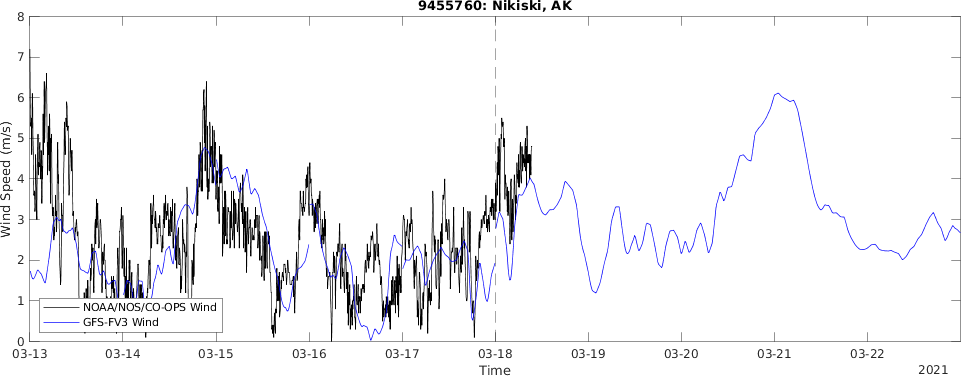 9455760: Nikiski, AK
8
7
6
5
4
3
2
1
0
Wind Speed (m/s)
NOAA/NOS/CO-OPS Wind
GFS-FV3 Wind
03-13 03-14 03-15 03-16 03-17 03-18 03-19 03-20 03-21 03-22
Time
2021